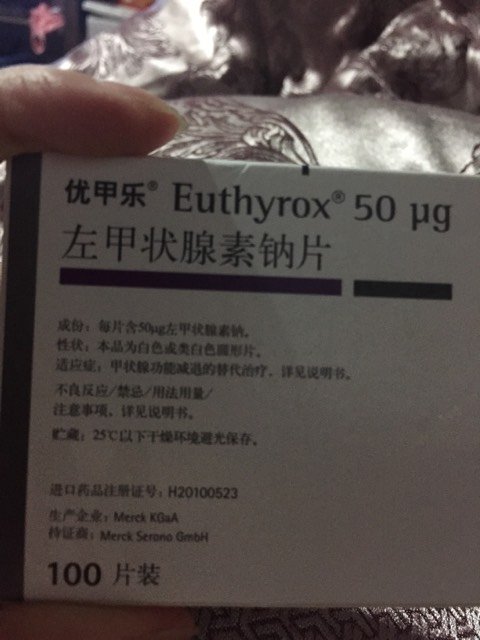 优甲乐® Euthyrox® 50 µg
左甲状腺素钠片
成份：每片含50µg左甲状腺素钠。
性状：本品为白色或类白色圆形片。
适应症：甲状腺功能减退的替代治疗，详见说明书。
不良反应/禁忌/用法用量/
注意事项，详见说明书。
贮藏：25℃以下干燥环境避光保存。
进口药品注册证号：H20100523
生产企业：Merck KGaA
持证商：Merck Serono GmbH
100 片装